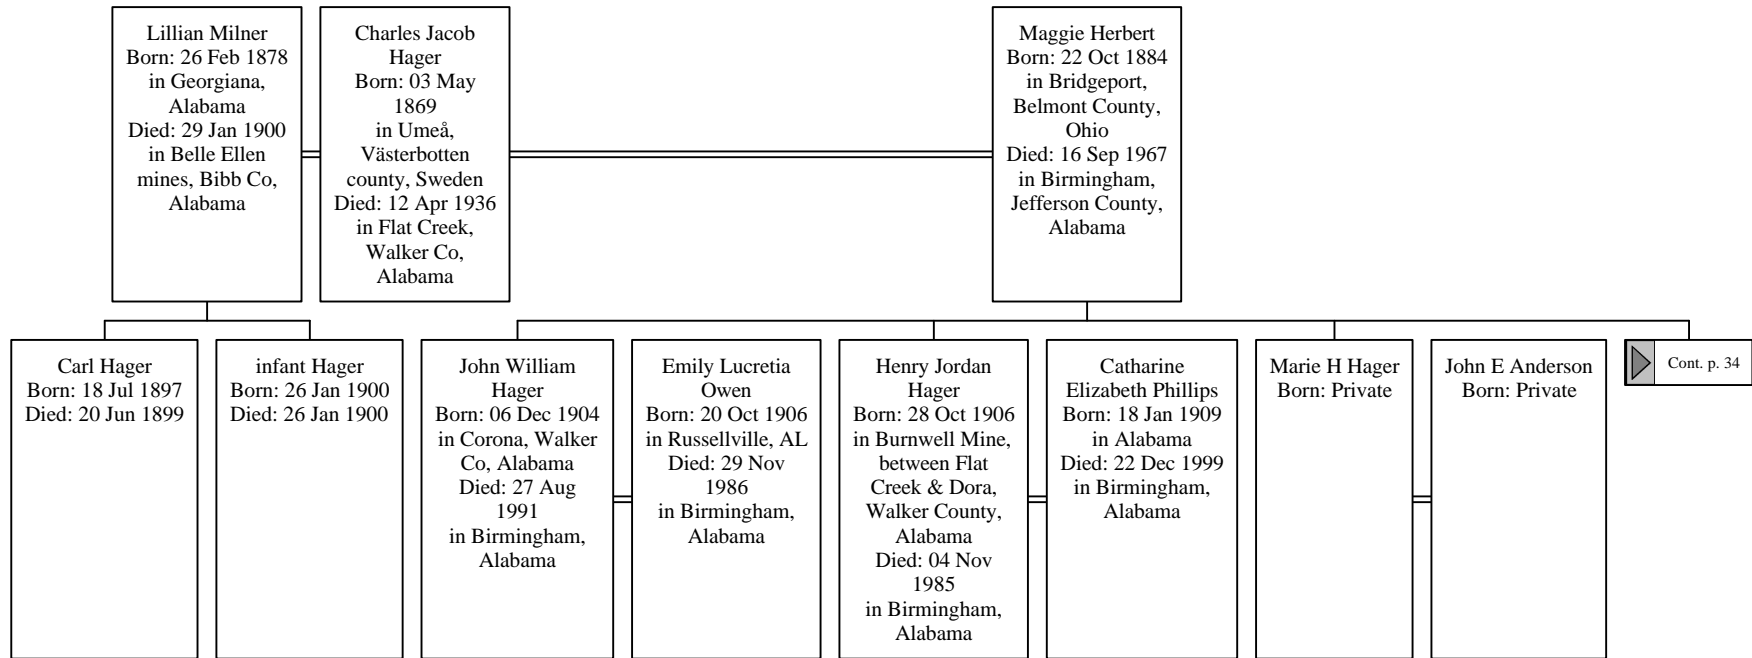 Lillian Milner
Born: 26 Feb 1878
in Georgiana,
Alabama
Died: 29 Jan 1900
in Belle Ellen
mines, Bibb Co,
Alabama
Charles Jacob
Hager
Born: 03 May
1869
in Umeå,
Västerbotten
county, Sweden
Died: 12 Apr 1936
in Flat Creek,
Walker Co,
Alabama
Maggie Herbert
Born: 22 Oct 1884
in Bridgeport,
Belmont County,
Ohio
Died: 16 Sep 1967
in Birmingham,
Jefferson County,
Alabama
Carl Hager
Born: 18 Jul 1897
Died: 20 Jun 1899
infant Hager
Born: 26 Jan 1900
Died: 26 Jan 1900
John William
Hager
Born: 06 Dec 1904
in Corona, Walker
Co, Alabama
Died: 27 Aug
1991
in Birmingham,
Alabama
Emily Lucretia
Owen
Born: 20 Oct 1906
in Russellville, AL
Died: 29 Nov
1986
in Birmingham,
Alabama
Henry Jordan
Hager
Born: 28 Oct 1906
in Burnwell Mine,
between Flat
Creek & Dora,
Walker County,
Alabama
Died: 04 Nov
1985
in Birmingham,
Alabama
Catharine
Elizabeth Phillips
Born: 18 Jan 1909
in Alabama
Died: 22 Dec 1999
in Birmingham,
Alabama
Marie H Hager
Born: Private
John E Anderson
Born: Private
Cont. p. 34